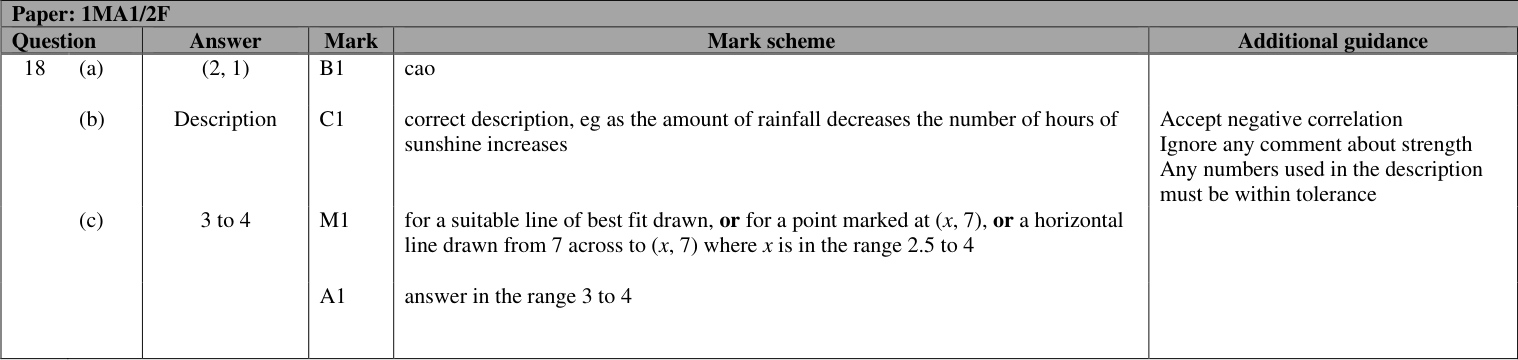 Paper: 1MA1/2F
Question Answer Mark Mark scheme Additional guidance
18 (a) (2, 1) B1 cao
(b) Description C1 correct description, eg as the amount of rainfall decreases the number of hours of Accept negative correlation
sunshine increases Ignore any comment about strength
Any numbers used in the description
must be within tolerance
(c) 3 to 4 M1 for a suitable line of best fit drawn, or for a point marked at (x, 7), or a horizontal
line drawn from 7 across to (x, 7) where x is in the range 2.5 to 4
A1 answer in the range 3 to 4